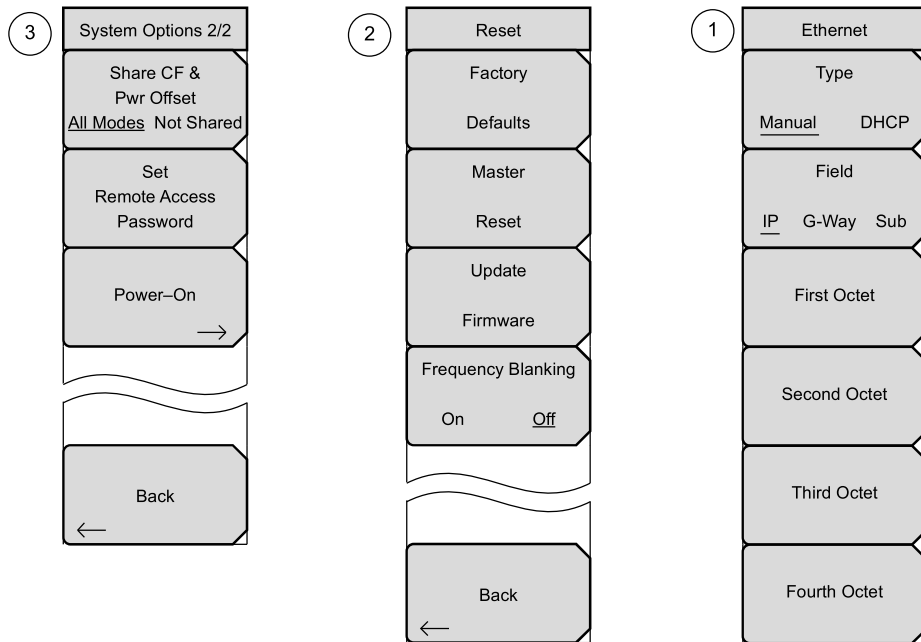 3
System Options 2/2
Share CF &
Pwr Offset
All Modes Not Shared
Set
Remote Access
Password
Power–On
Back
2
Reset
Factory
Defaults
Master
Reset
Update
Firmware
Frequency Blanking
On Off
Back
1
Ethernet
Type
Manual DHCP
Field
IP G-Way Sub
First Octet
Second Octet
Third Octet
Fourth Octet